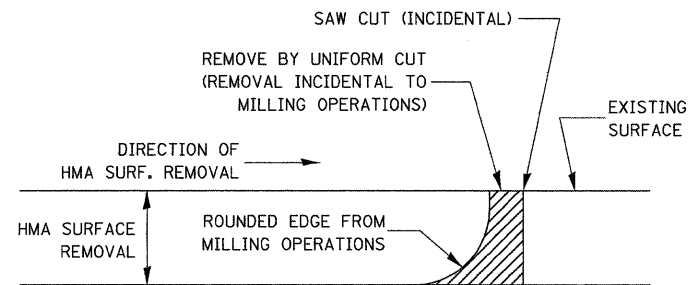 SAW CUT (INCIDENTAL)
REMOVE BY UNIFORM CUT
(REMOVAL INCIDENTAL TO
MILLING OPERATIONS)
EXISTING
SURFACE
DIRECTION OF
HMA SURF. REMOVAL
HMA SURFACE
REMOVAL
ROUNDED EDGE FROM
MILLING OPERATIONS